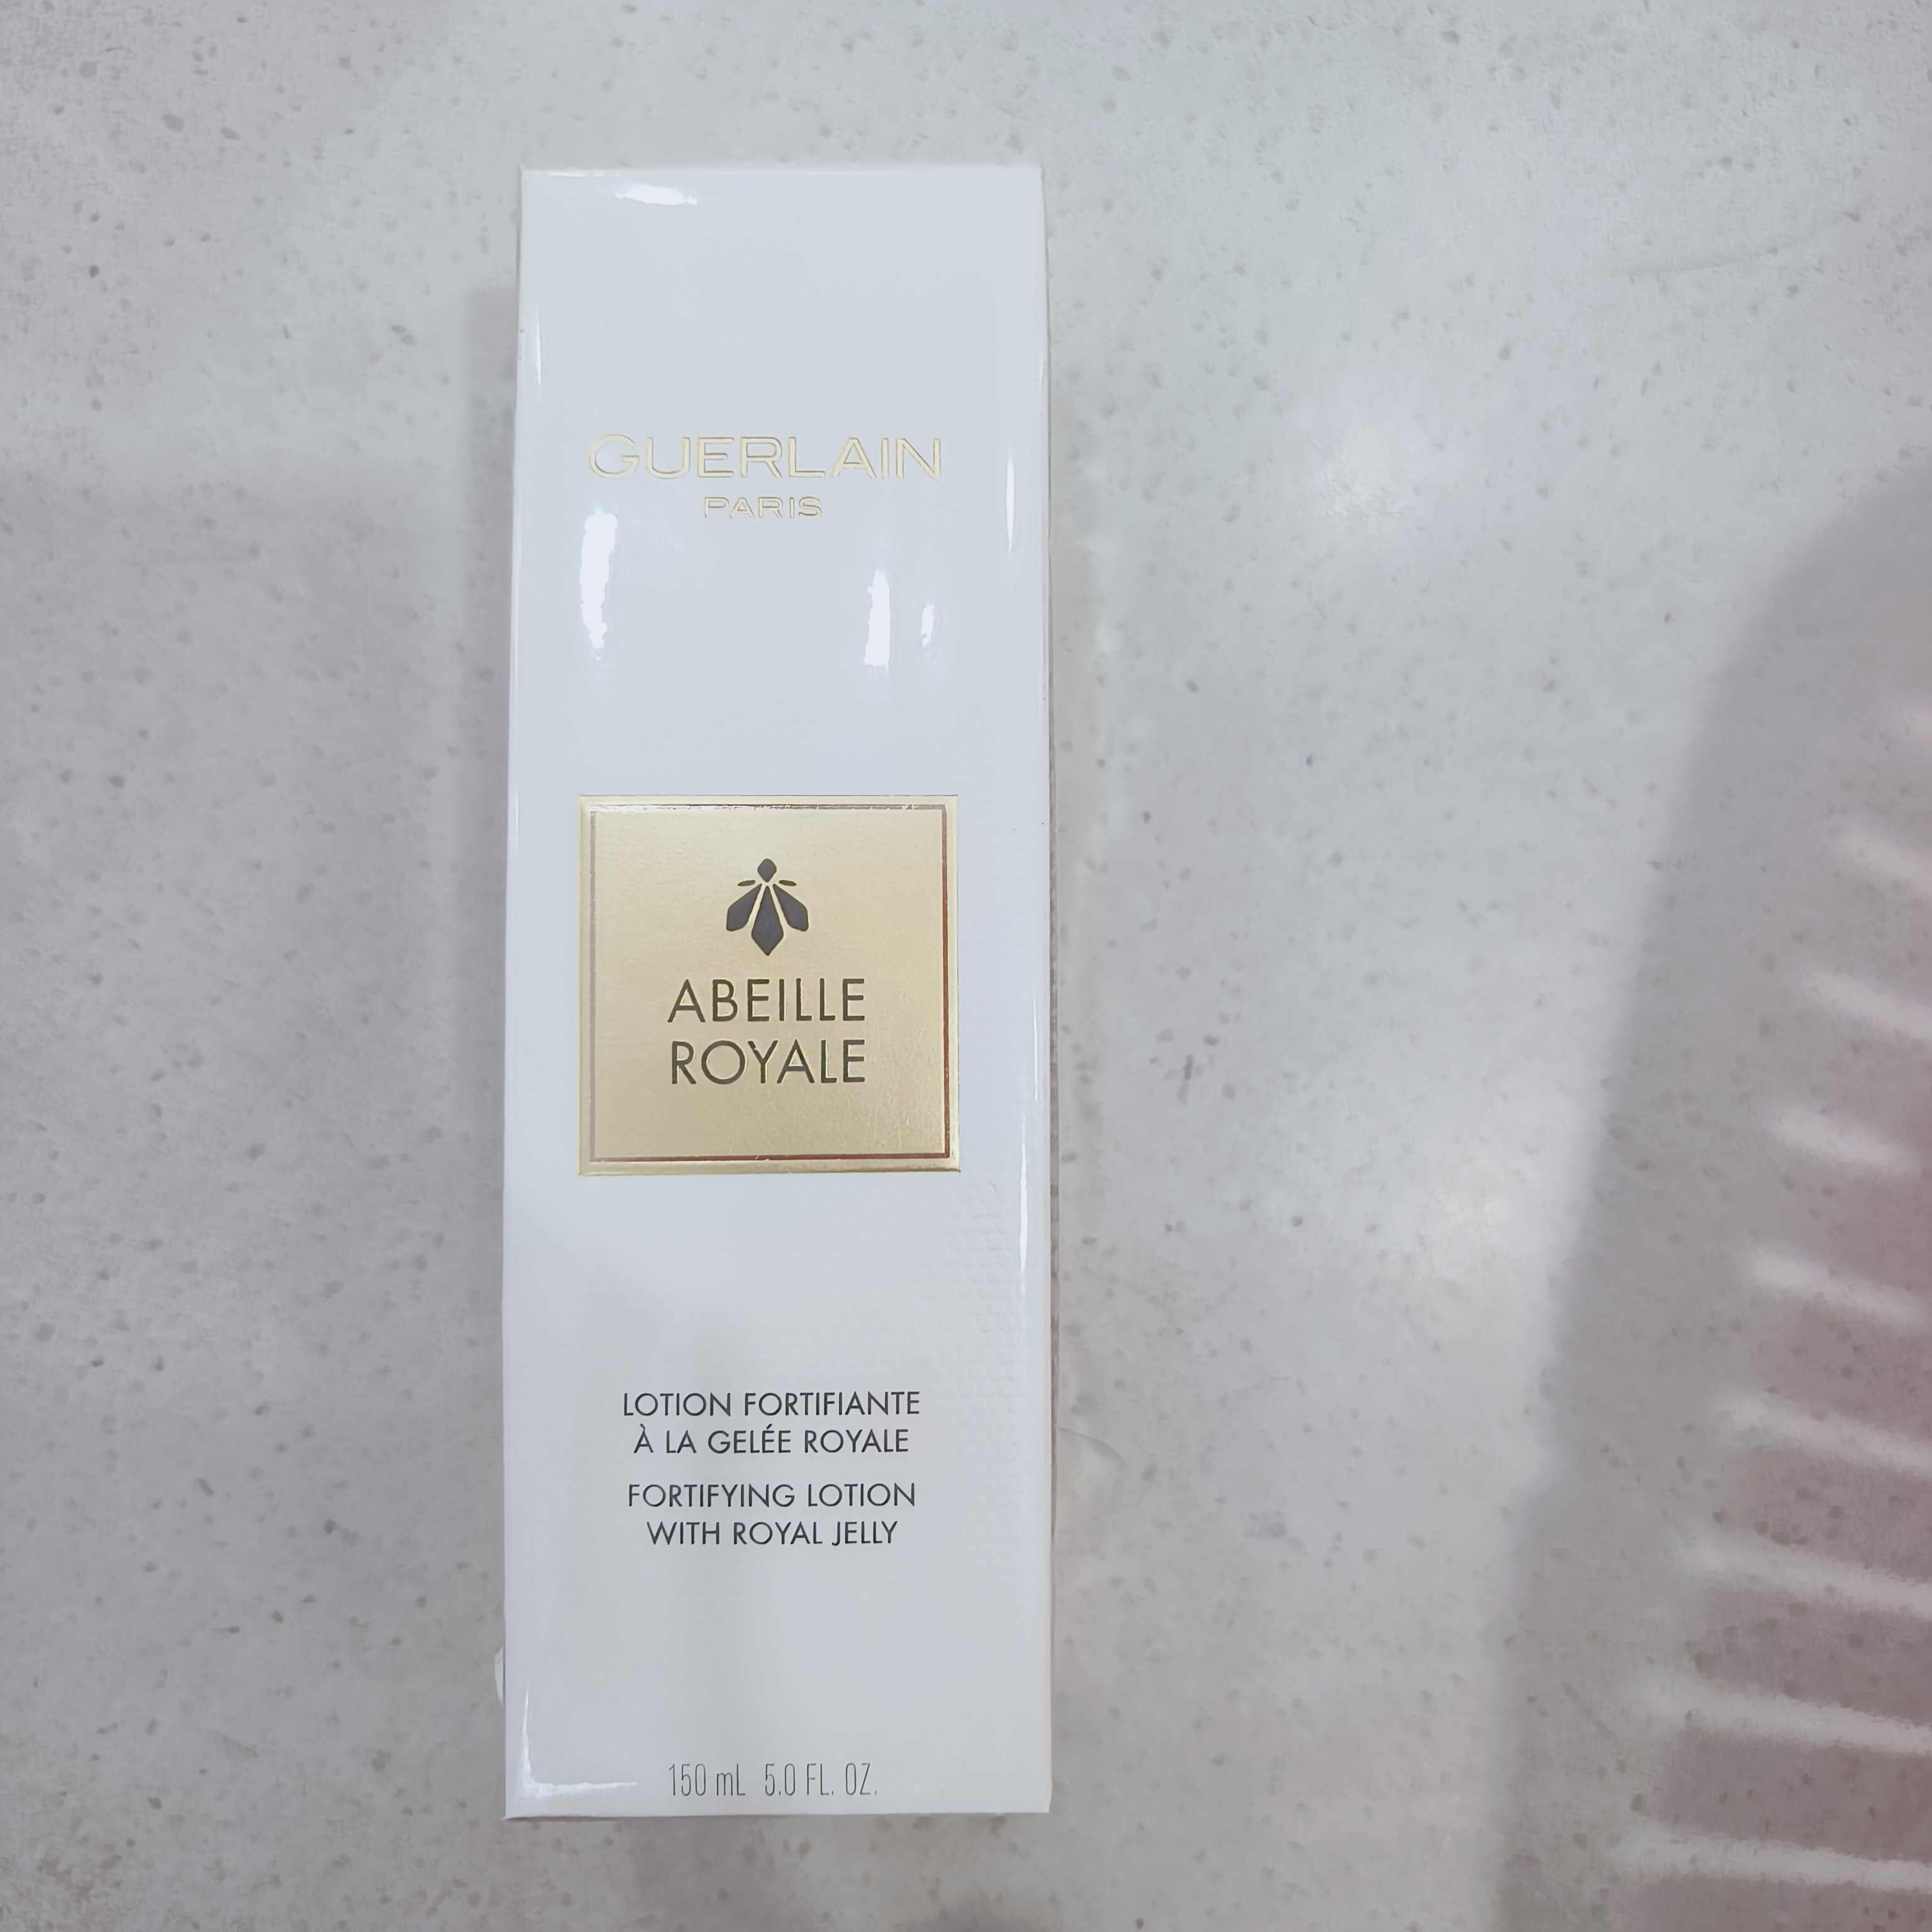 GUERLAIN
PARIS
ABEILLE
ROYALE
LOTION FORTIFIANTE
À LA GELÉE ROYALE
FORTIFYING LOTION
WITH ROYAL JELLY
150 mL 5.0 FL. OZ.